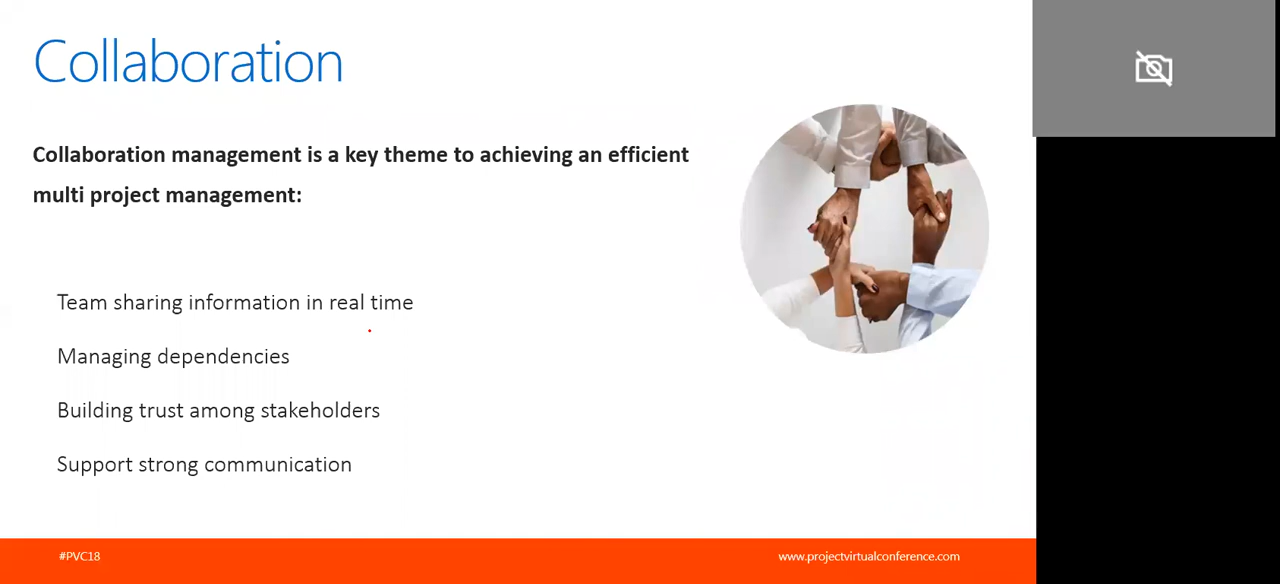 Collaboration
Collaboration management is a key theme to achieving an efficient
multi project management:
Team sharing information in real time
Managing dependencies
Building trust among stakeholders
Support strong communication
#PVC18
www.projectvirtualconference.com